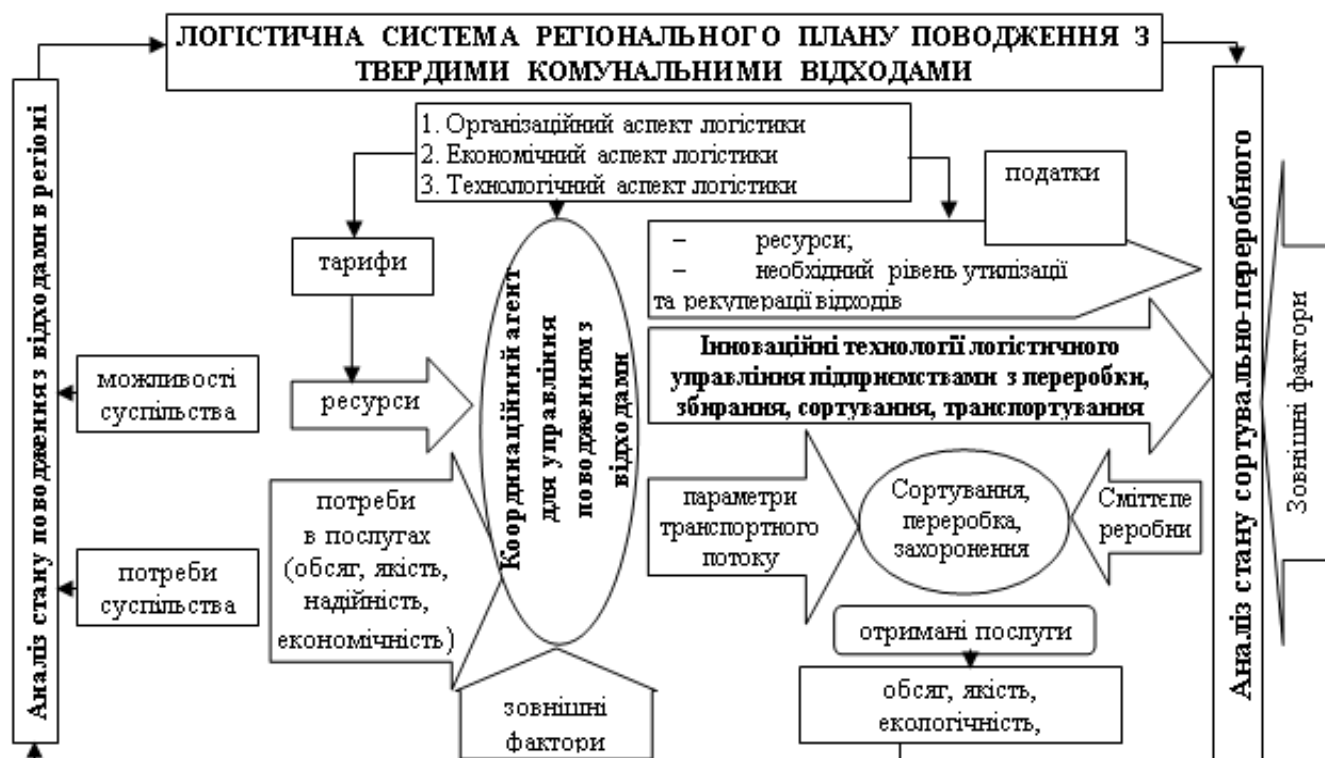 ЛОГІСТИЧНА СИСТЕМА РЕГІОНАЛЬНОГО ПЛАНУ ПОВОДЖЕННЯ З
ТВЕРДИМИ КОМУНАЛЬНИМИ ВІДХОДАМИ
Аналіз стану поводження з відходами в регіоні
1. Організаційний аспект логістики
2. Економічний аспект логістики
3. Технологічний аспект логістики
податки
тарифи
– ресурси;
– необхідний рівень утилізації
та рекуперації відходів
Координаційний агент
для управління
поводженням з
відходами
Інноваційні технології логістичного
управління підприємствами з переробки,
збирання, сортування, транспортування
можливості
суспільства
ресурси
потреби
в послугах
(обсяг, якість,
надійність,
економічність)
параметри
транспортного
потоку
Сортування,
переробка,
захоронення
Сміттєпе
реробни
потреби
суспільства
отримані послуги
обсяг, якість,
екологічність,
зовнішні
фактори
Аналіз стану сортувально-переробного
Зовнішні фактори